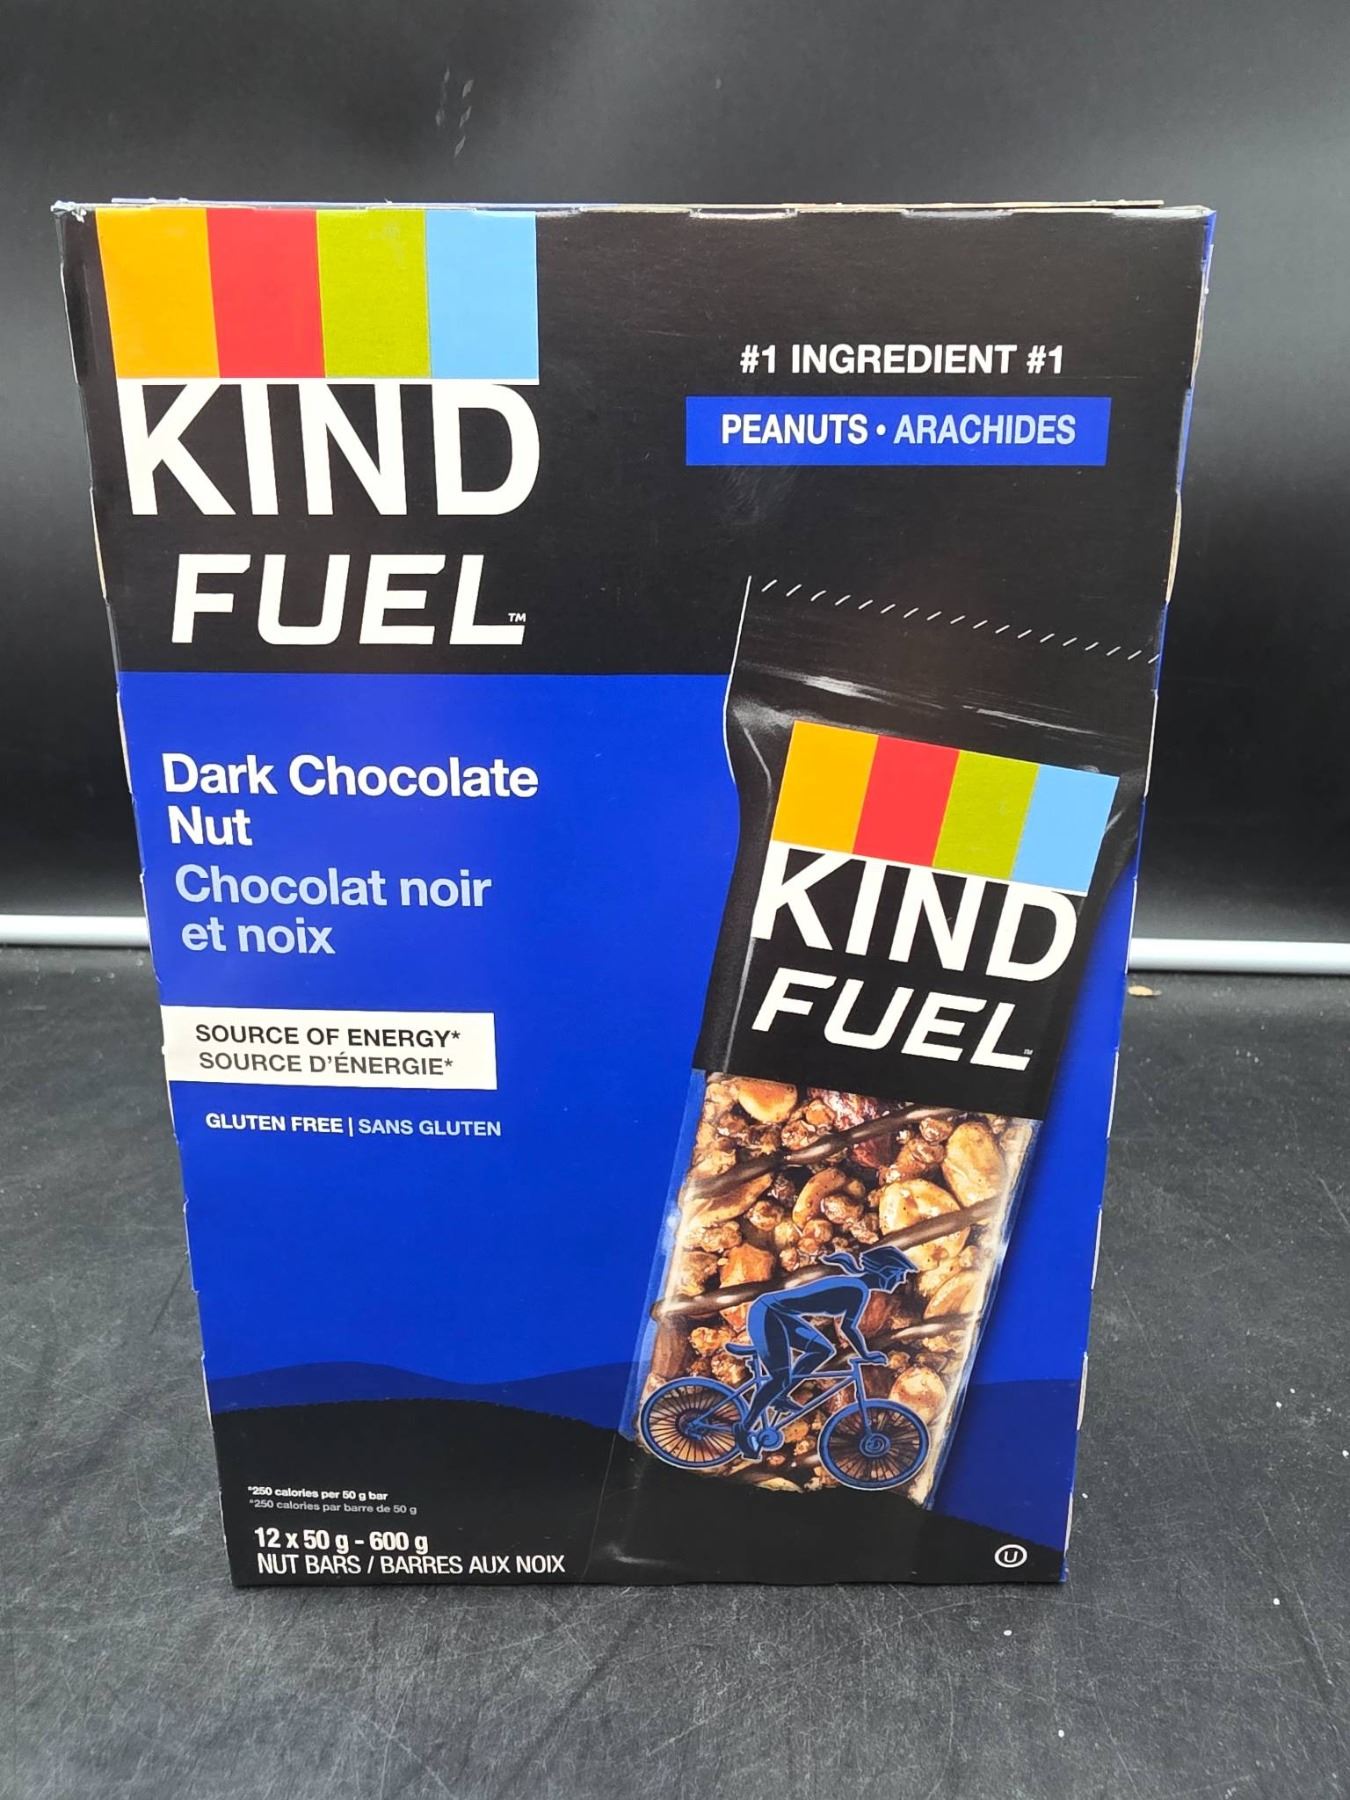 KIND
FUEL™
#1 INGREDIENT #1
PEANUTS • ARACHIDES
Dark Chocolate
Nut
Chocolat noir
et noix
SOURCE OF ENERGY*
SOURCE D'ÉNERGIE*
GLUTEN FREE | SANS GLUTEN
KIND
FUEL™
*250 calories per 50 g bar
*250 calories par barre de 50 g
12 x 50 g - 600 g
NUT BARS / BARRES AUX NOIX
U